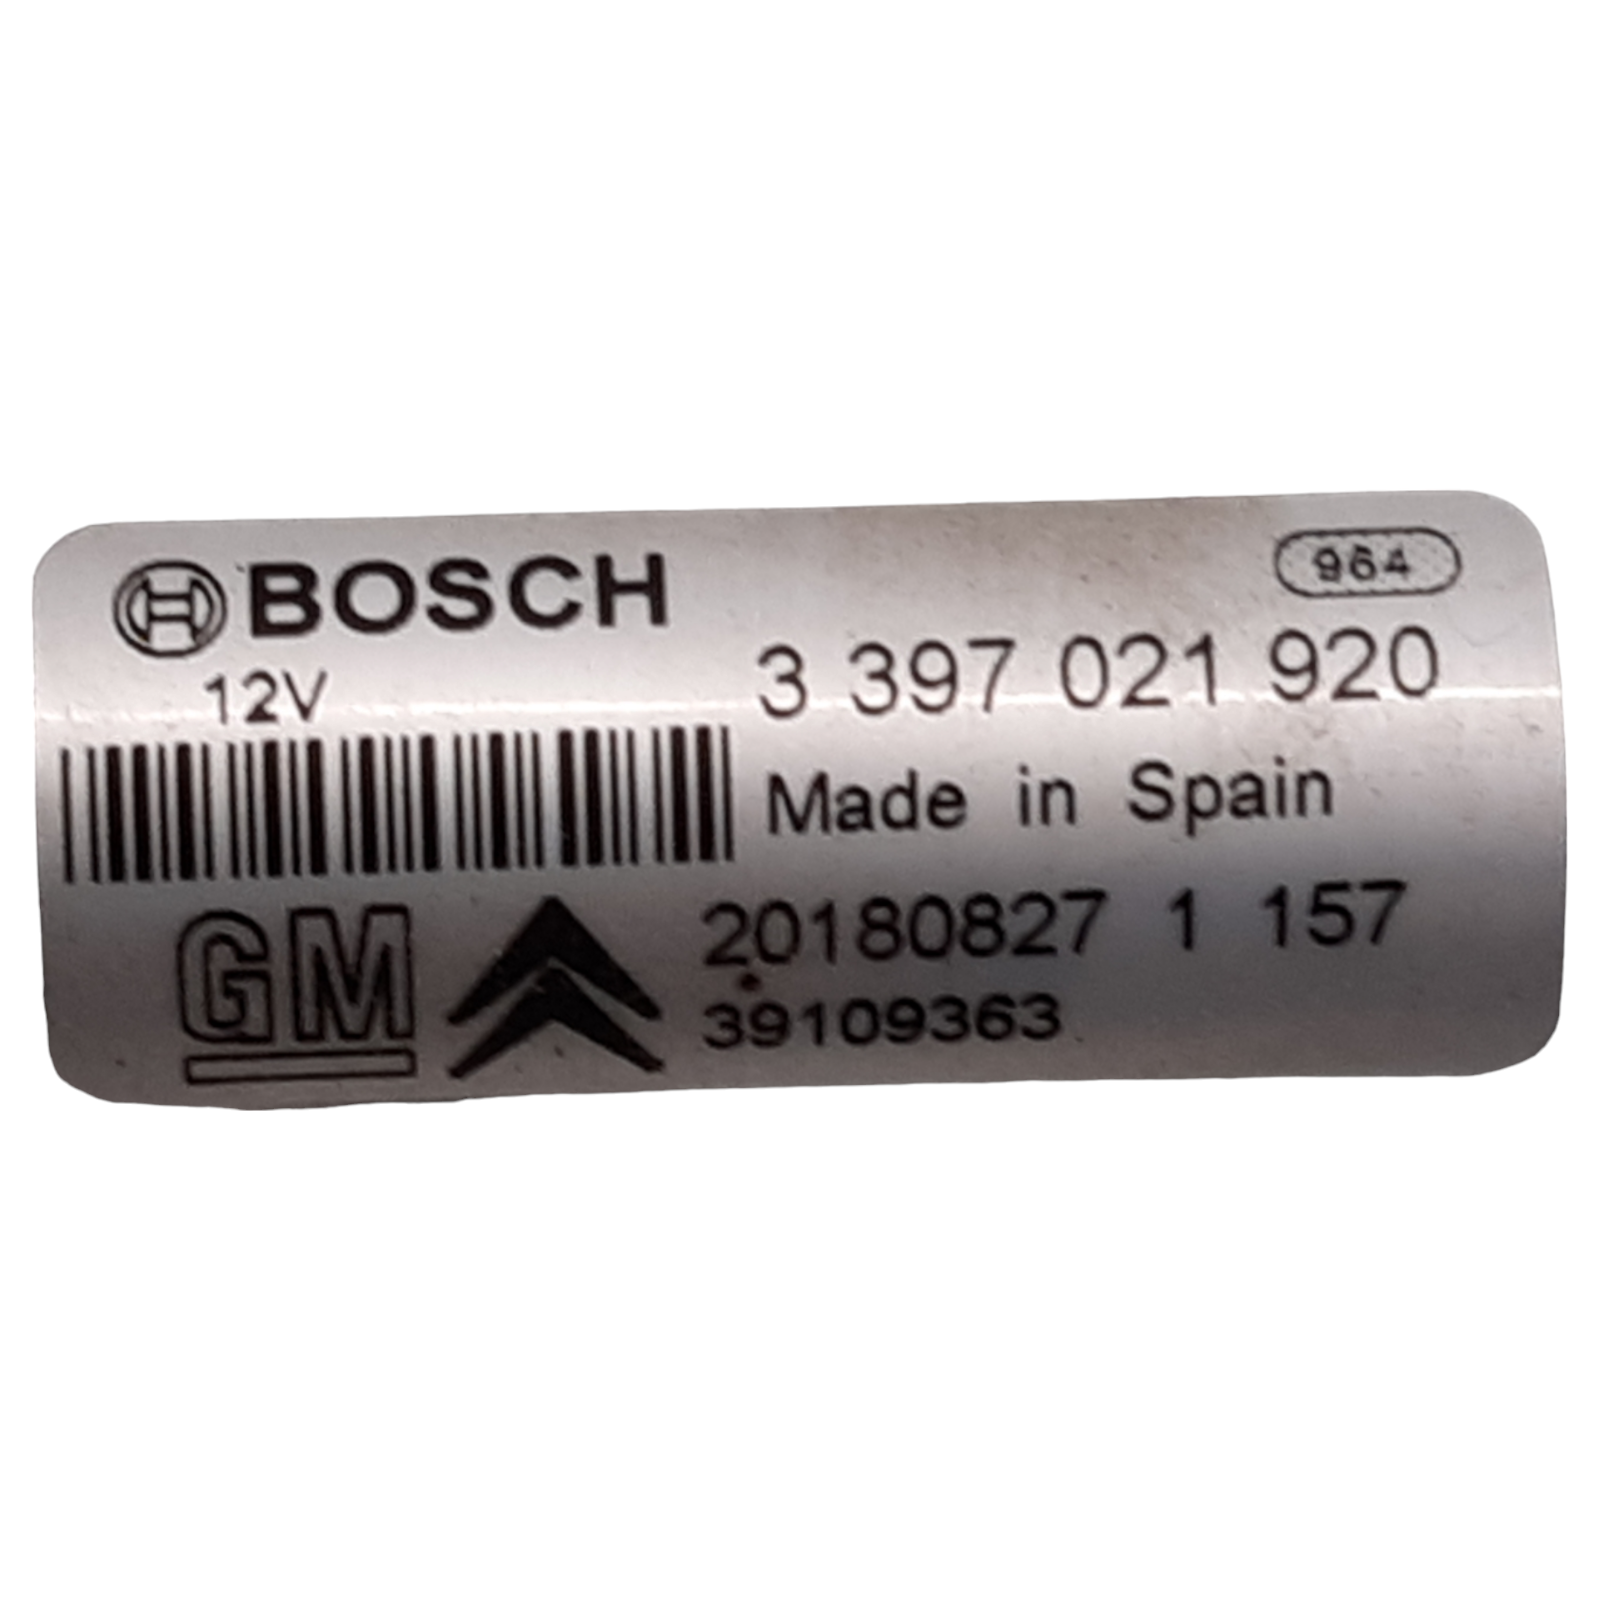 BOSCH
964
12V
3 397 021 920
Made in Spain
GM
20180827 1 157
39109363